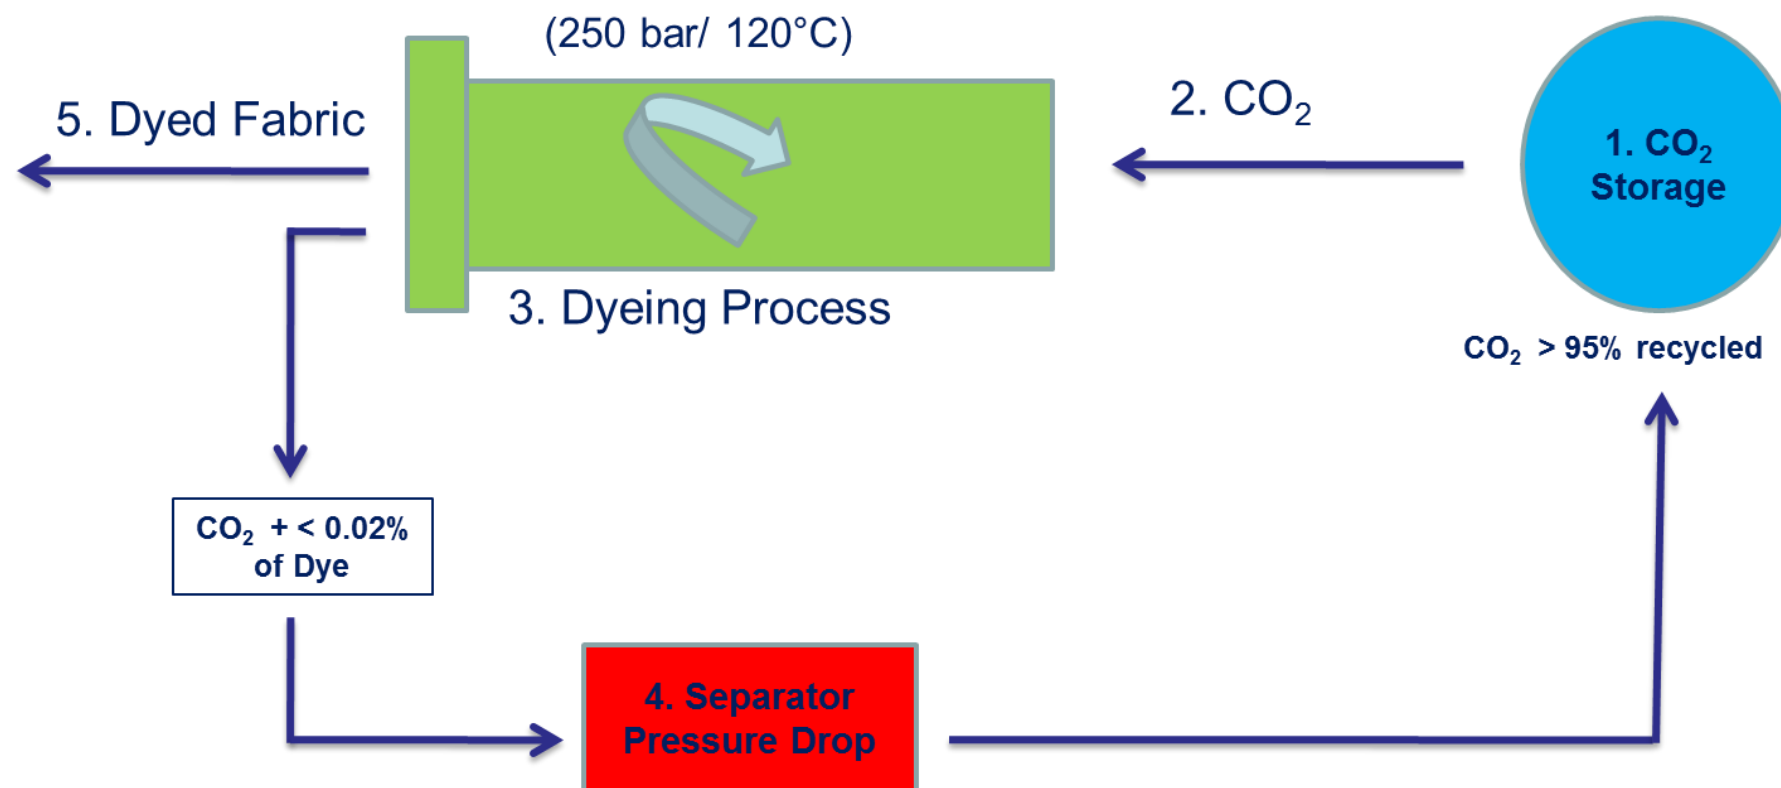 (250 bar/ 120°C)
5. Dyed Fabric
2. CO₂
1. CO₂
Storage
3. Dyeing Process
CO₂ > 95% recycled
CO₂ + < 0.02%
of Dye
4. Separator
Pressure Drop